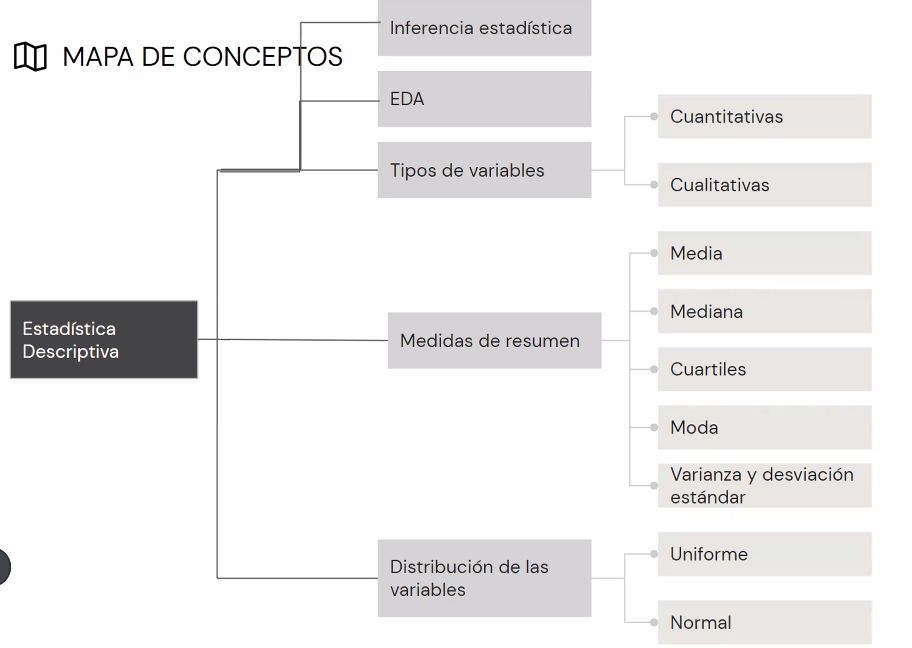 MAPA DE CONCEPTOS
Inferencia estadística
EDA
Tipos de variables
Cuantitativas
Cualitativas
Estadística
Descriptiva
Medidas de resumen
Media
Mediana
Cuartiles
Moda
Varianza y desviación
estándar
Distribución de las
variables
Uniforme
Normal